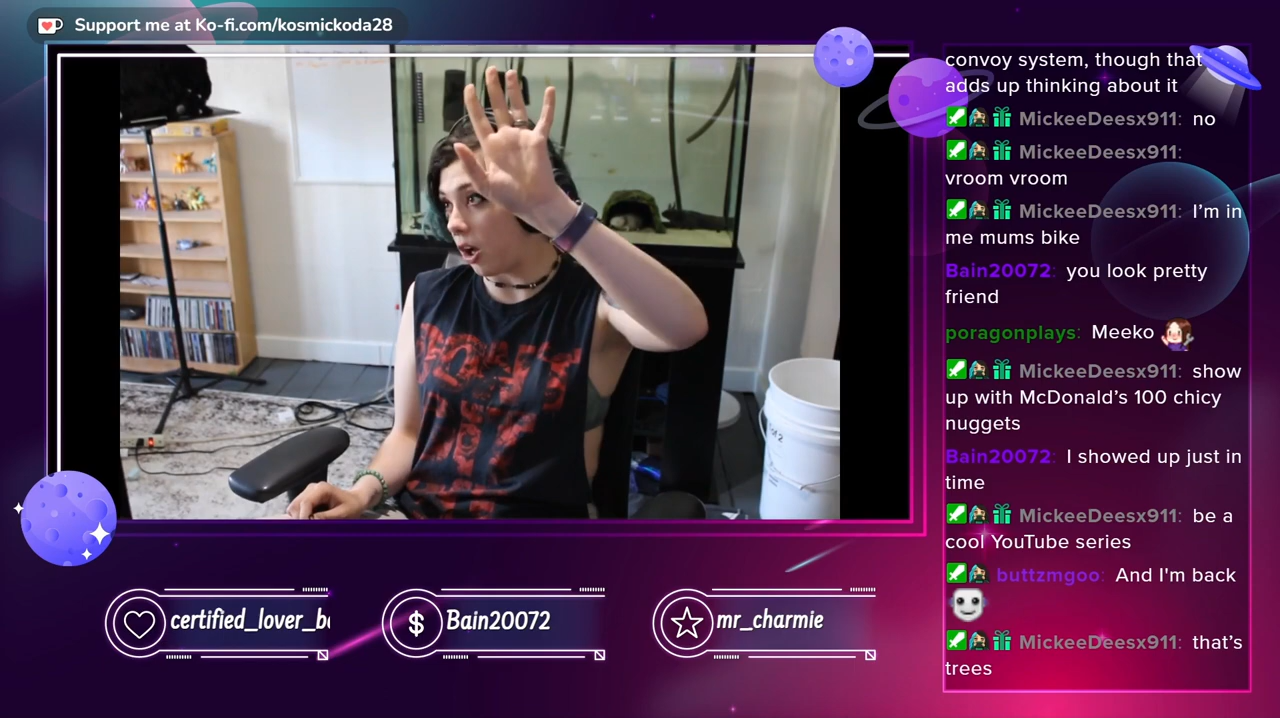 Support me at Ko-fi.com/kosmickoda28
convoy system, though that
adds up thinking about it
MickeeDeesx911: no
MickeeDeesx911:
vroom vroom
MickeeDeesx911: I'm in
me mums bike
Bain20072: you look pretty
friend
poragonplays: Meeko
MickeeDeesx911: show
up with McDonald's 100 chicy
nuggets
Bain20072: I showed up just in
time
MickeeDeesx911: be a
cool YouTube series
buttzmgoo: And I'm back
MickeeDeesx911: that's
trees
certified_lover_bo
$ Bain20072
mr_charmie